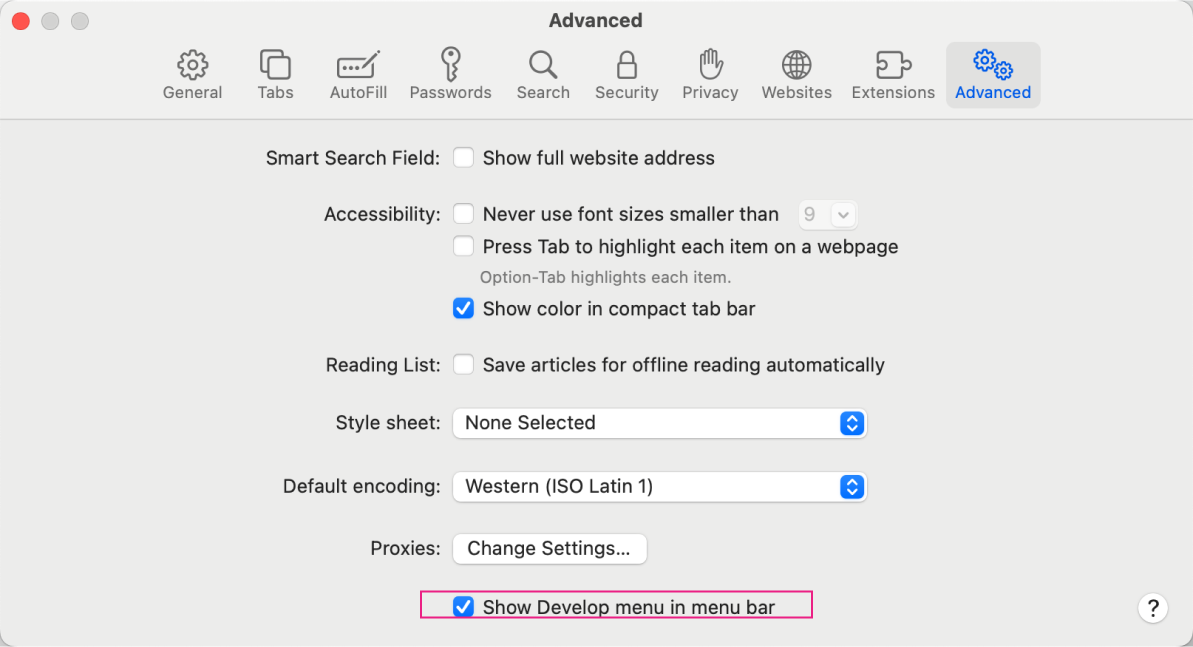 Advanced
General Tabs AutoFill Passwords Search Security Privacy Websites Extensions Advanced
Smart Search Field: Show full website address
Accessibility: Never use font sizes smaller than 9
Press Tab to highlight each item on a webpage
Option-Tab highlights each item.
Show color in compact tab bar
Reading List: Save articles for offline reading automatically
Style sheet: None Selected
Default encoding: Western (ISO Latin 1)
Proxies: Change Settings...
Show Develop menu in menu bar ?